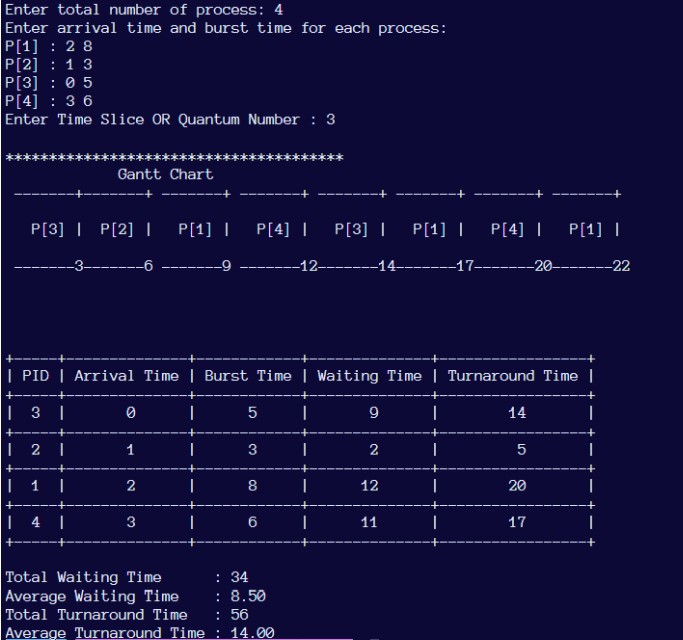 Enter total number of process: 4
Enter arrival time and burst time for each process:
P[1] : 2 8
P[2] : 1 3
P[3] : 0 5
P[4] : 3 6
Enter Time Slice OR Quantum Number : 3
***************************************
Gantt Chart
-------+-------+ -------+ -------+ -------+ -------+ -------+ -------+
P[3] | P[2] | P[1] | P[4] | P[3] | P[1] | P[4] | P[1] |
-------3-------6 -------9 -------12-------14-------17-------20-------22
+-----+--------------+------------+--------------+-----------------+
| PID | Arrival Time | Burst Time | Waiting Time | Turnaround Time |
+-----+--------------+------------+--------------+-----------------+
| 3 | 0 | 5 | 9 | 14 |
+-----+--------------+------------+--------------+-----------------+
| 2 | 1 | 3 | 2 | 5 |
+-----+--------------+------------+--------------+-----------------+
| 1 | 2 | 8 | 12 | 20 |
+-----+--------------+------------+--------------+-----------------+
| 4 | 3 | 6 | 11 | 17 |
+-----+--------------+------------+--------------+-----------------+
Total Waiting Time : 34
Average Waiting Time : 8.50
Total Turnaround Time : 56
Average Turnaround Time : 14.00